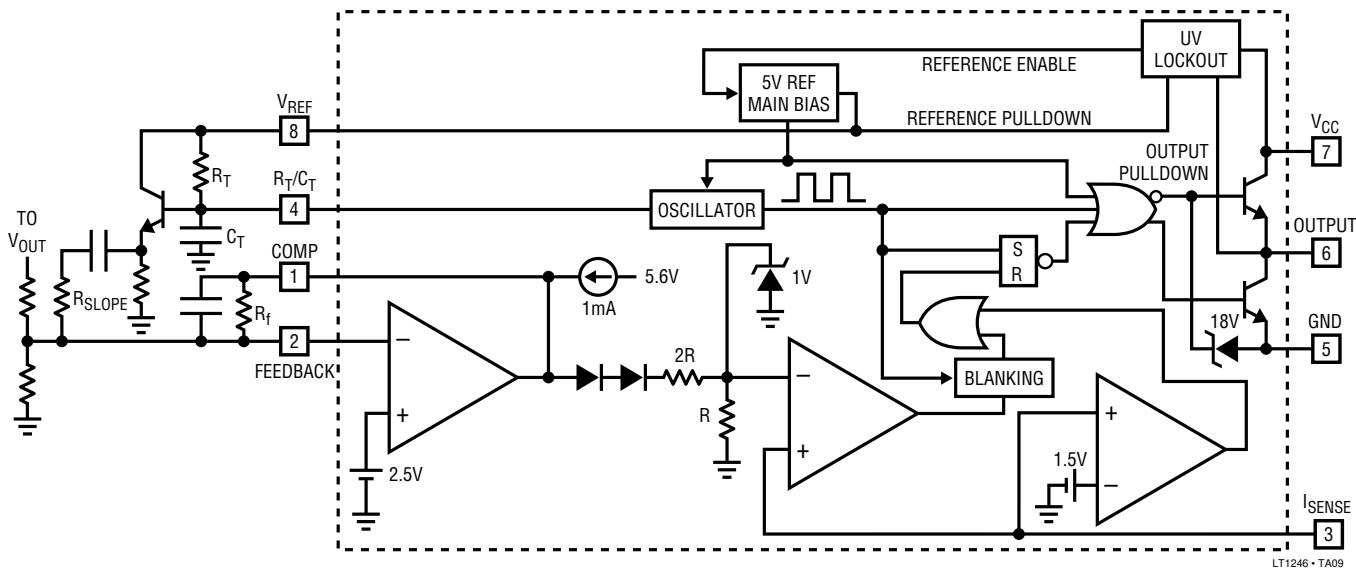 UV
LOCKOUT
REFERENCE ENABLE
5V REF
MAIN BIAS
V_REF
8
REFERENCE PULLDOWN
V_CC
7
OUTPUT
PULLDOWN
R_T
R_T/C_T
4
OSCILLATOR
TO
V_OUT
C_T
COMP
1
S
R
OUTPUT
6
5.6V
1mA
1V
R_SLOPE
R_f
2
FEEDBACK
–
+
2.5V
2R
R
–
+
BLANKING
18V
GND
5
+
–
1.5V
I_SENSE
3
LT1246 • TA09